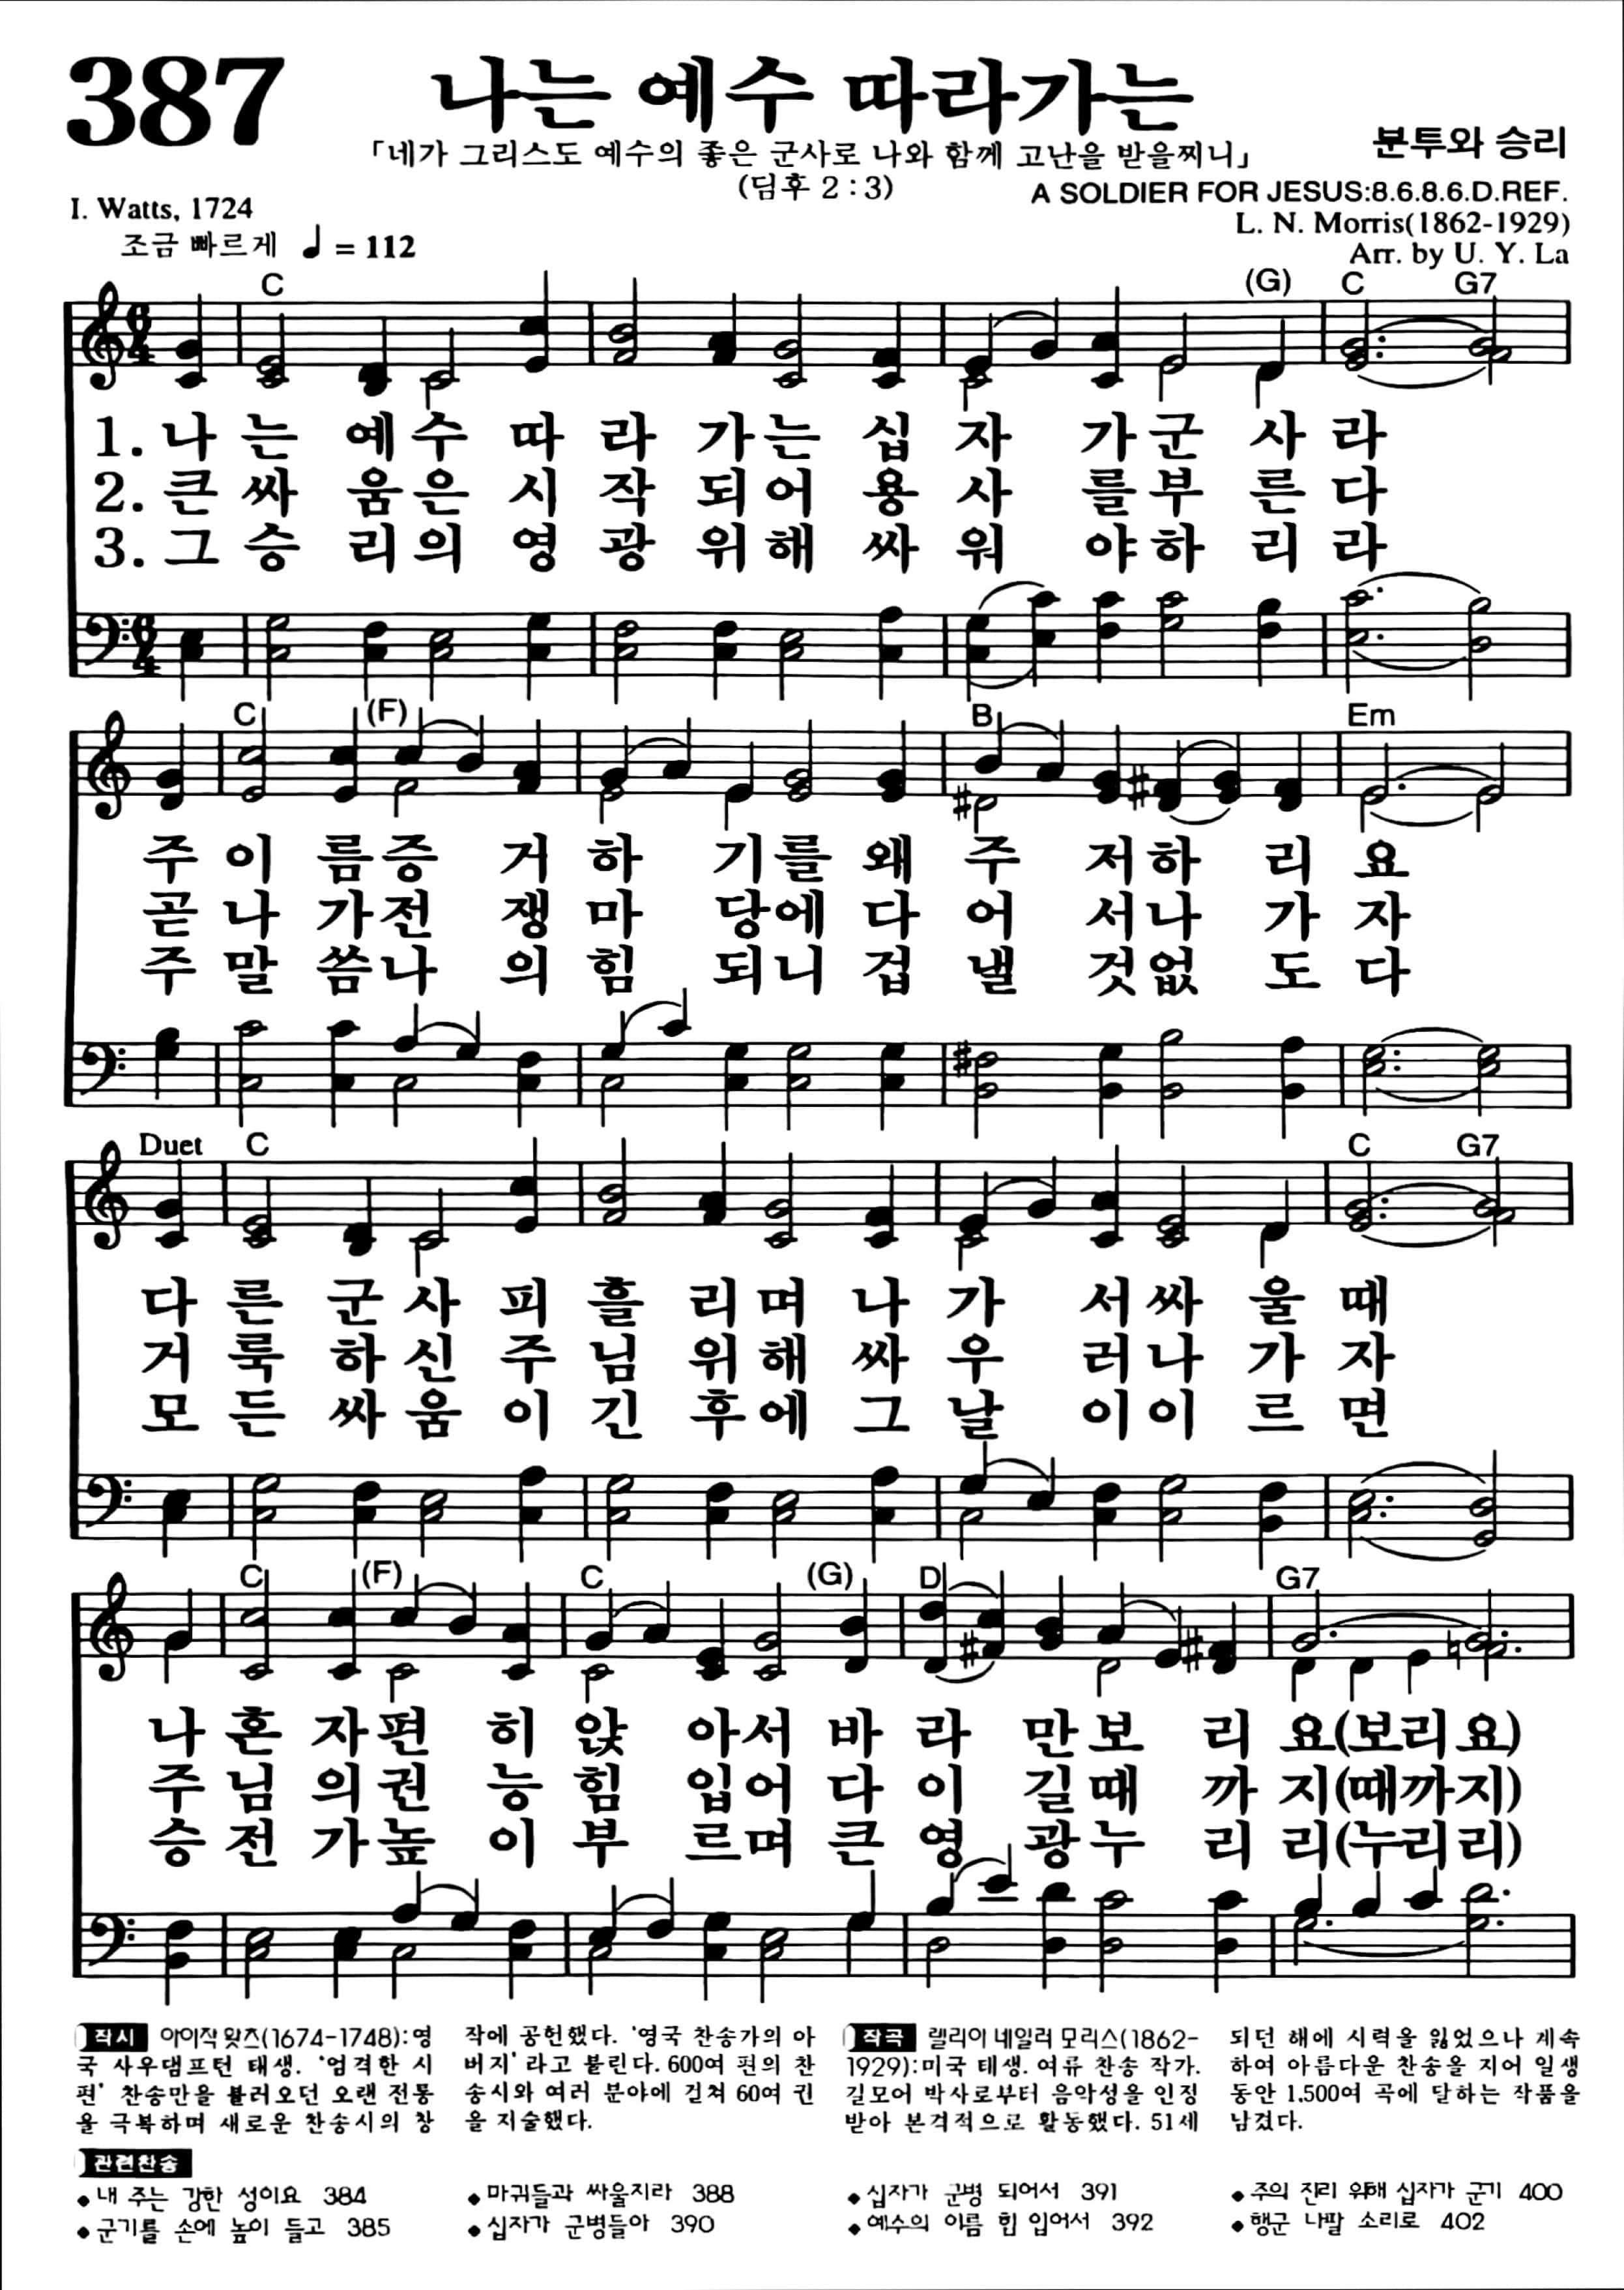 387
나는 예수 따라가는
「네가 그리스도 예수의 좋은 군사로 나와 함께 고난을 받을찌니」
(딤후 2 : 3)
분투와 승리
I. Watts, 1724
A SOLDIER FOR JESUS:8.6.8.6.D.REF.
L. N. Morris(1862-1929)
조금 빠르게 ♩ = 112
Arr. by U. Y. La
C (G) C G7
6 4
1. 나 는 예 수 따 라 가 는 십 자 가 군 사 라
2. 큰 싸 움 은 시 작 되 어 용 사 를 부 른 다
3. 그 승 리 의 영 광 위 해 싸 워 야 하 리 라
6 4
C (F) B Em
주 이 름 증 거 하 기 를 왜 주 저 하 리 요
곧 나 가 전 쟁 마 당 에 다 어 서 나 가 자
주 말 씀 나 의 힘 되 니 겁 낼 것 없 도 다
Duet C C G7
다 른 군 사 피 흘 리 며 나 가 서 싸 울 때
거 룩 하 신 주 님 위 해 싸 우 러 나 가 자
모 든 싸 움 이 긴 후 에 그 날 이 이 르 면
C (F) C (G) D G7
나 혼 자 편 히 앉 아 서 바 라 만 보 리 요(보리요)
주 님 의 권 능 힘 입 어 다 이 길 때 까 지(때까지)
승 전 가 높 이 부 르 며 큰 영 광 누 리 리(누리리)
작시 아이작 왓츠(1674-1748):영
국 사우댐프턴 태생. '엄격한 시
편' 찬송만을 불러오던 오랜 전통
을 극복하며 새로운 찬송시의 창
작에 공헌했다. '영국 찬송가의 아
버지' 라고 불린다. 600여 편의 찬
송시와 여러 분야에 걸쳐 60여 권
을 저술했다.
작곡 렐리아 네일러 모리스(1862-
1929):미국 태생. 여류 찬송 작가.
길모어 박사로부터 음악성을 인정
받아 본격적으로 활동했다. 51세
되던 해에 시력을 잃었으나 계속
하여 아름다운 찬송을 지어 일생
동안 1.500여 곡에 달하는 작품을
남겼다.
관련찬송
◆내 주는 강한 성이요 384
◆군기를 손에 높이 들고 385
◆마귀들과 싸울지라 388
◆십자가 군병들아 390
◆십자가 군병 되어서 391
◆예수의 이름 힘 입어서 392
◆주의 진리 위해 십자가 군기 400
◆행군 나팔 소리로 402